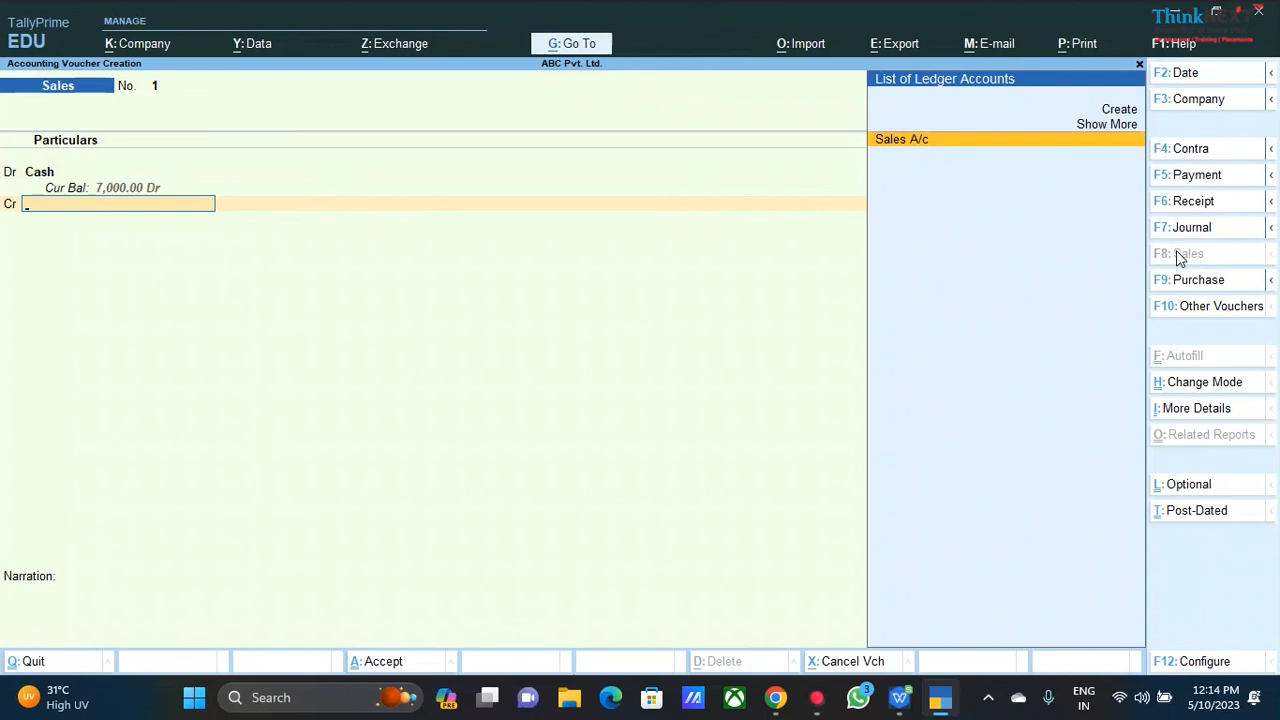 TallyPrime
EDU
MANAGE
K: Company
Y: Data
Z: Exchange
G: Go To
O: Import
E: Export
M: E-mail
P: Print
F1: Help
ThinkNEXT
Accounting Voucher Creation
ABC Pvt. Ltd.
Sales No. 1
Particulars
Dr Cash
Cur Bal: 7,000.00 Dr
Cr
List of Ledger Accounts
Create
Show More
Sales A/c
F2: Date
F3: Company
F4: Contra
F5: Payment
F6: Receipt
F7: Journal
F8: Sales
F9: Purchase
F10: Other Vouchers
F: Autofill
H: Change Mode
I: More Details
O: Related Reports
L: Optional
T: Post-Dated
Narration:
Q: Quit
A: Accept
D: Delete
X: Cancel Vch
F12: Configure
31°C
High UV
Search
PRE
3
ENG
IN
12:14 PM
5/10/2023